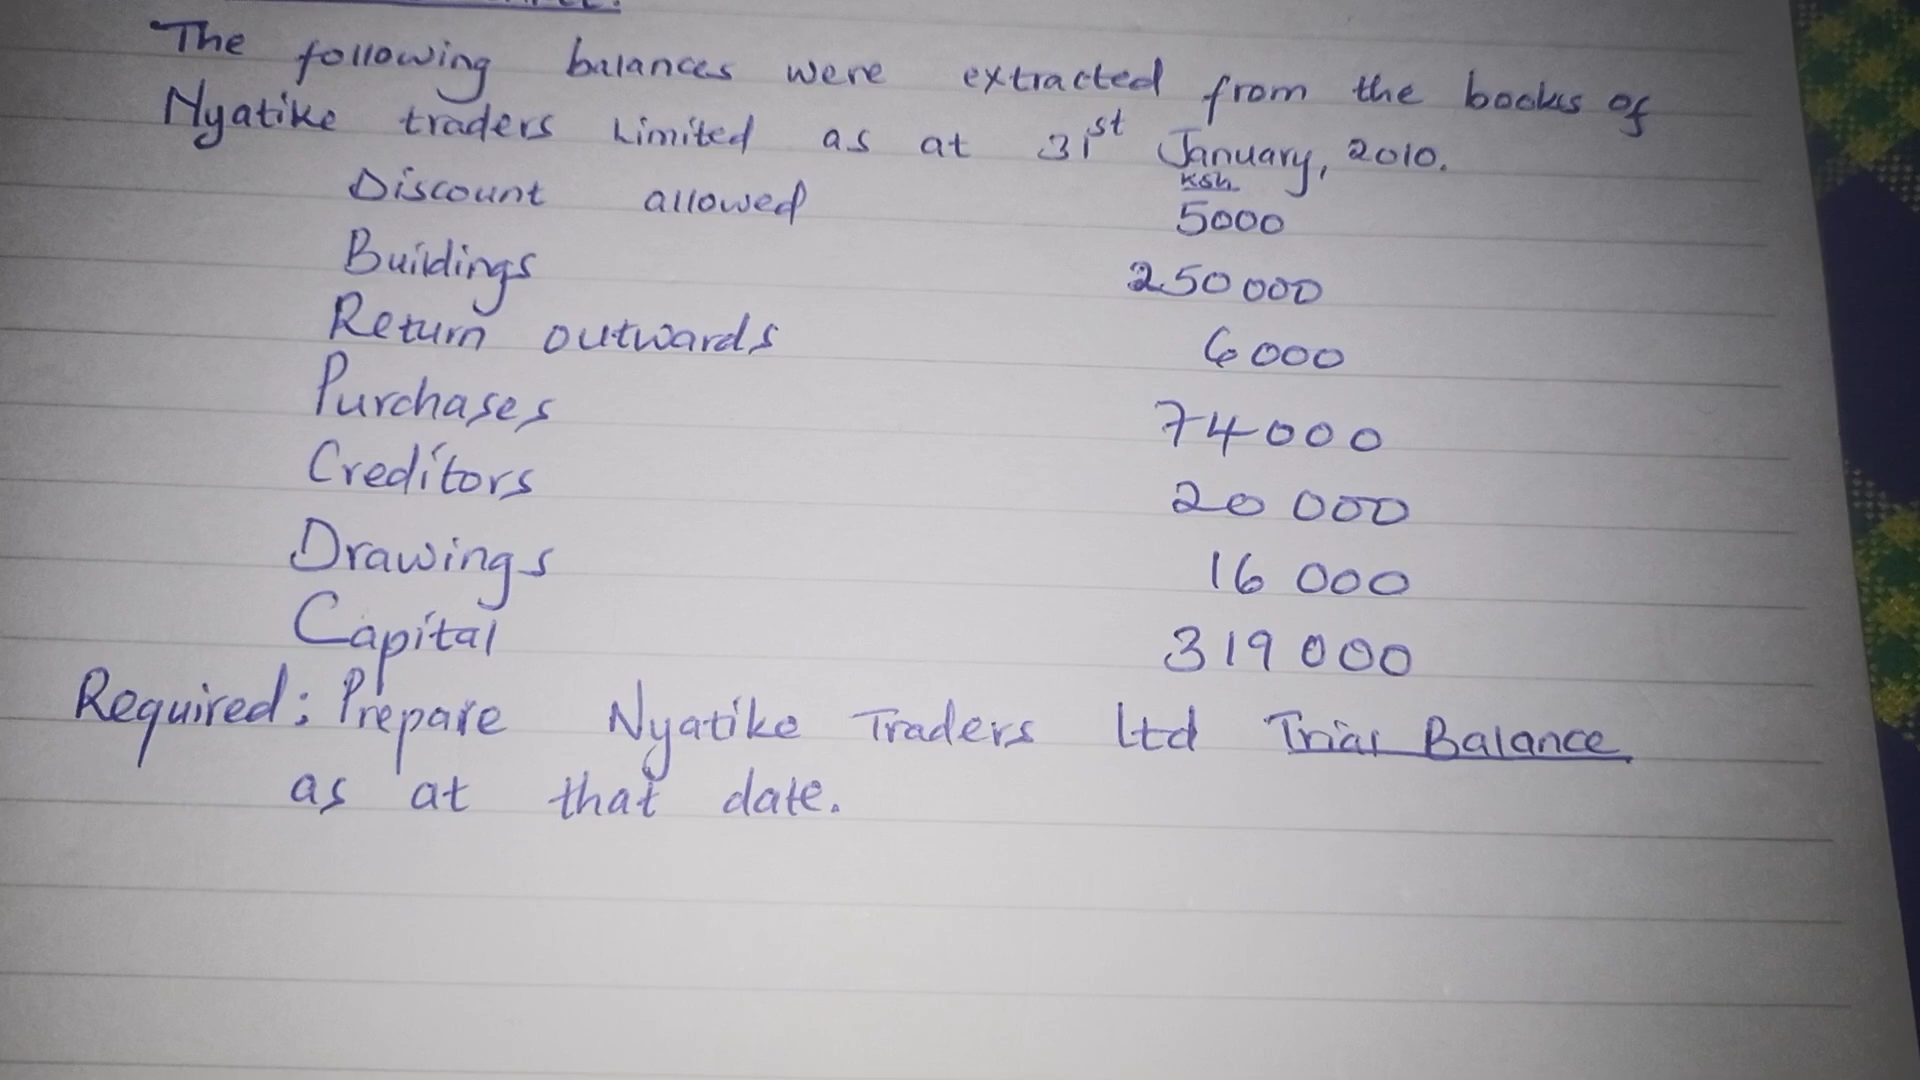 The following balances were extracted from the books of
Nyatike traders Limited as at 31st January, 2010.
Ksh
Discount allowed 5000
Buildings 250 000
Return outwards 6 000
Purchases 74000
Creditors 20 000
Drawings 16 000
Capital 319 000
Required: Prepare Nyatike Traders Ltd Trial Balance
as at that date.